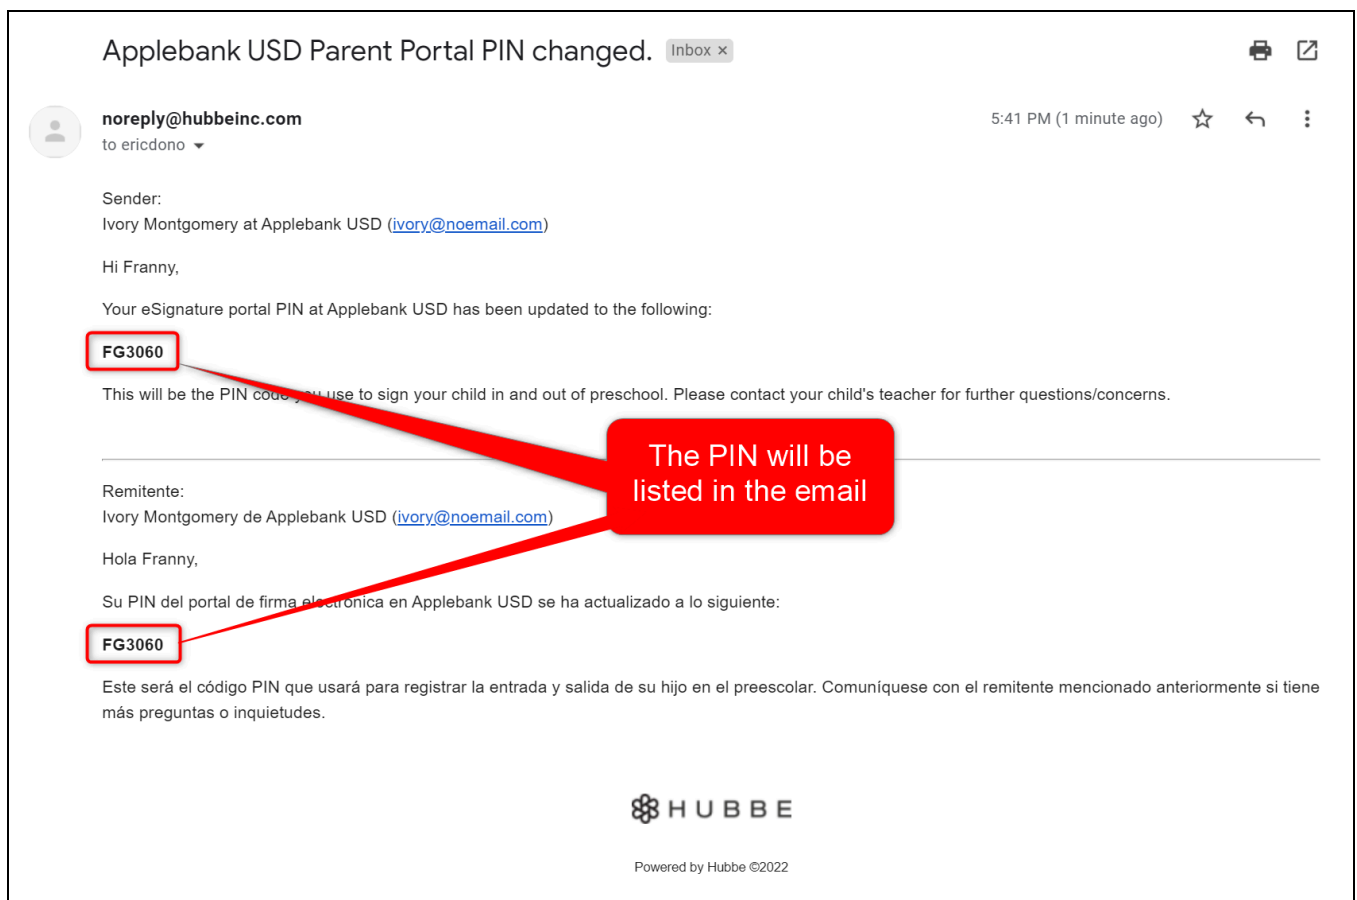 Applebank USD Parent Portal PIN changed. Inbox ×
noreply@hubbeinc.com 5:41 PM (1 minute ago)
to ericdono
Sender:
Ivory Montgomery at Applebank USD (ivory@noemail.com)
Hi Franny,
Your eSignature portal PIN at Applebank USD has been updated to the following:
FG3060
This will be the PIN code you use to sign your child in and out of preschool. Please contact your child's teacher for further questions/concerns.
The PIN will be
listed in the email
Remitente:
Ivory Montgomery de Applebank USD (ivory@noemail.com)
Hola Franny,
Su PIN del portal de firma electrónica en Applebank USD se ha actualizado a lo siguiente:
FG3060
Este será el código PIN que usará para registrar la entrada y salida de su hijo en el preescolar. Comuníquese con el remitente mencionado anteriormente si tiene
más preguntas o inquietudes.
HUBBE
Powered by Hubbe ©2022